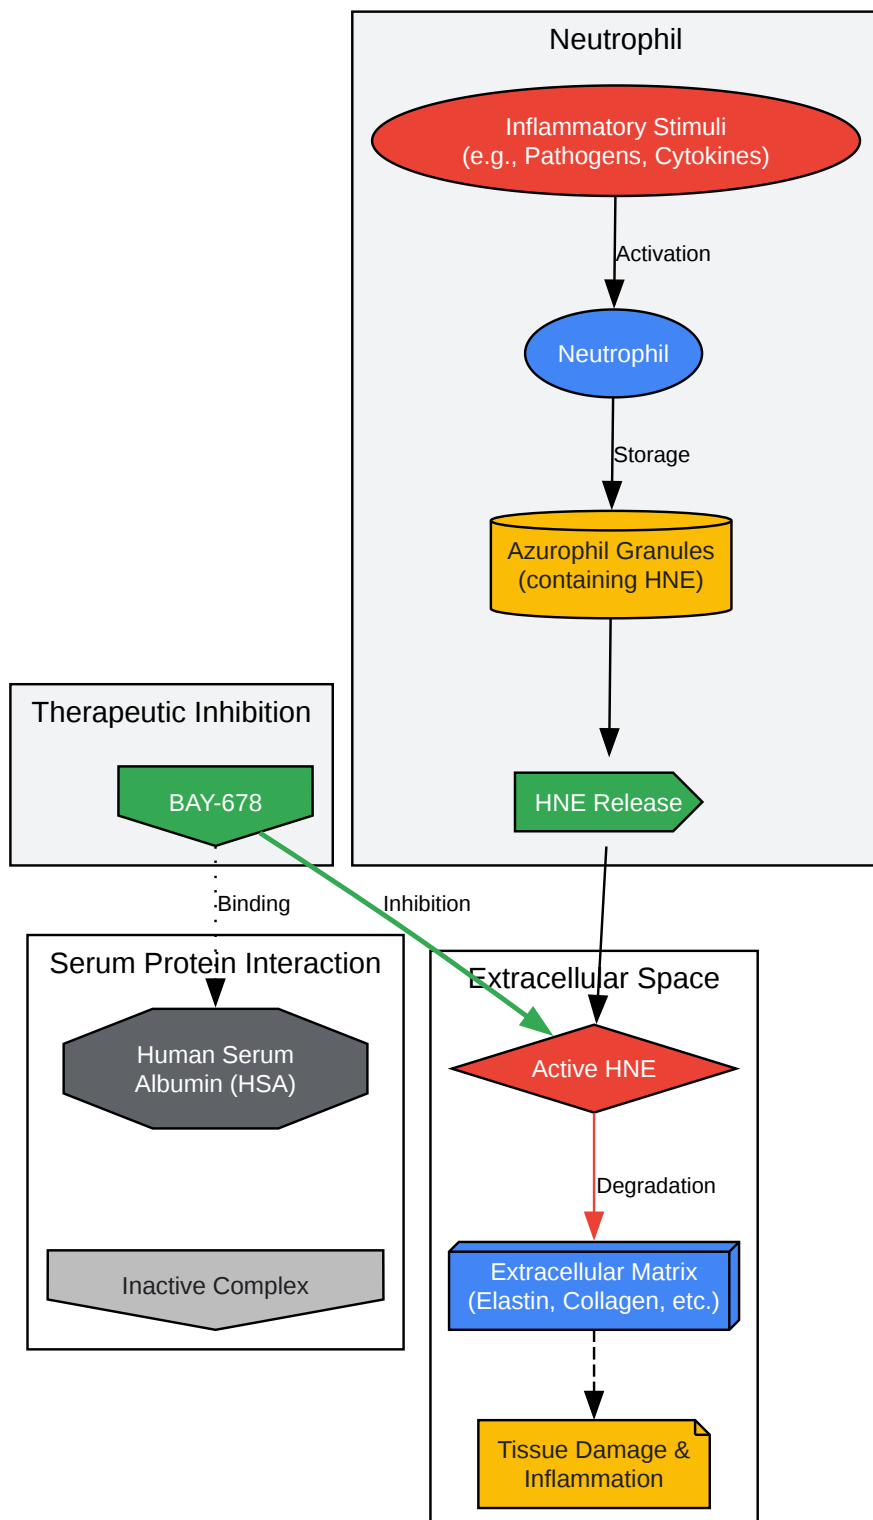 Neutrophil
Inflammatory Stimuli
(e.g., Pathogens, Cytokines)
Activation
Neutrophil
Storage
Azurophil Granules
(containing HNE)
Therapeutic Inhibition
BAY-678
HNE Release
Binding
Inhibition
Serum Protein Interaction
Extracellular Space
Human Serum
Albumin (HSA)
Active HNE
Degradation
Inactive Complex
Extracellular Matrix
(Elastin, Collagen, etc.)
Tissue Damage &
Inflammation